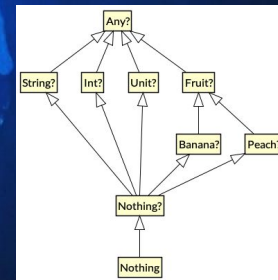 Any?
String? Int? Unit? Fruit?
Banana? Peach?
Nothing?
Nothing